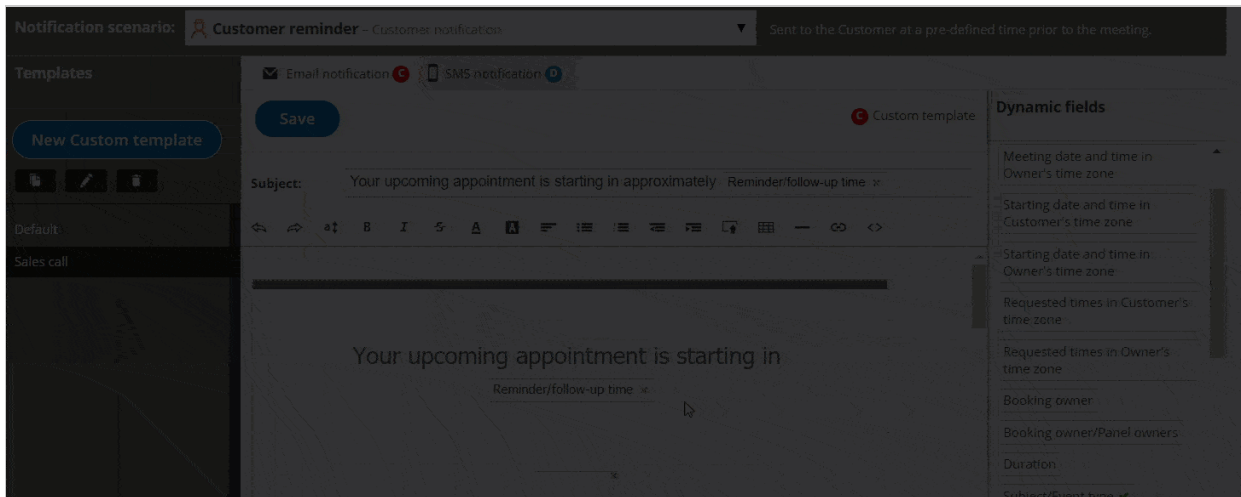 Notification scenario: Customer reminder – Customer notification ▼ Sent to the Customer at a pre-defined time prior to the meeting.
Templates
Email notification C SMS notification D
Save
C Custom template
Dynamic fields
New Custom template
Meeting date and time in
Owner's time zone
Subject: Your upcoming appointment is starting in approximately Reminder/follow-up time ×
Starting date and time in
Customer's time zone
Default
Sales call
Starting date and time in
Owner's time zone
Requested times in Customer's
time zone
Your upcoming appointment is starting in
Reminder/follow-up time ×
Requested times in Owner's
time zone
Booking owner
Booking owner/Panel owners
Duration
Subject/Event type